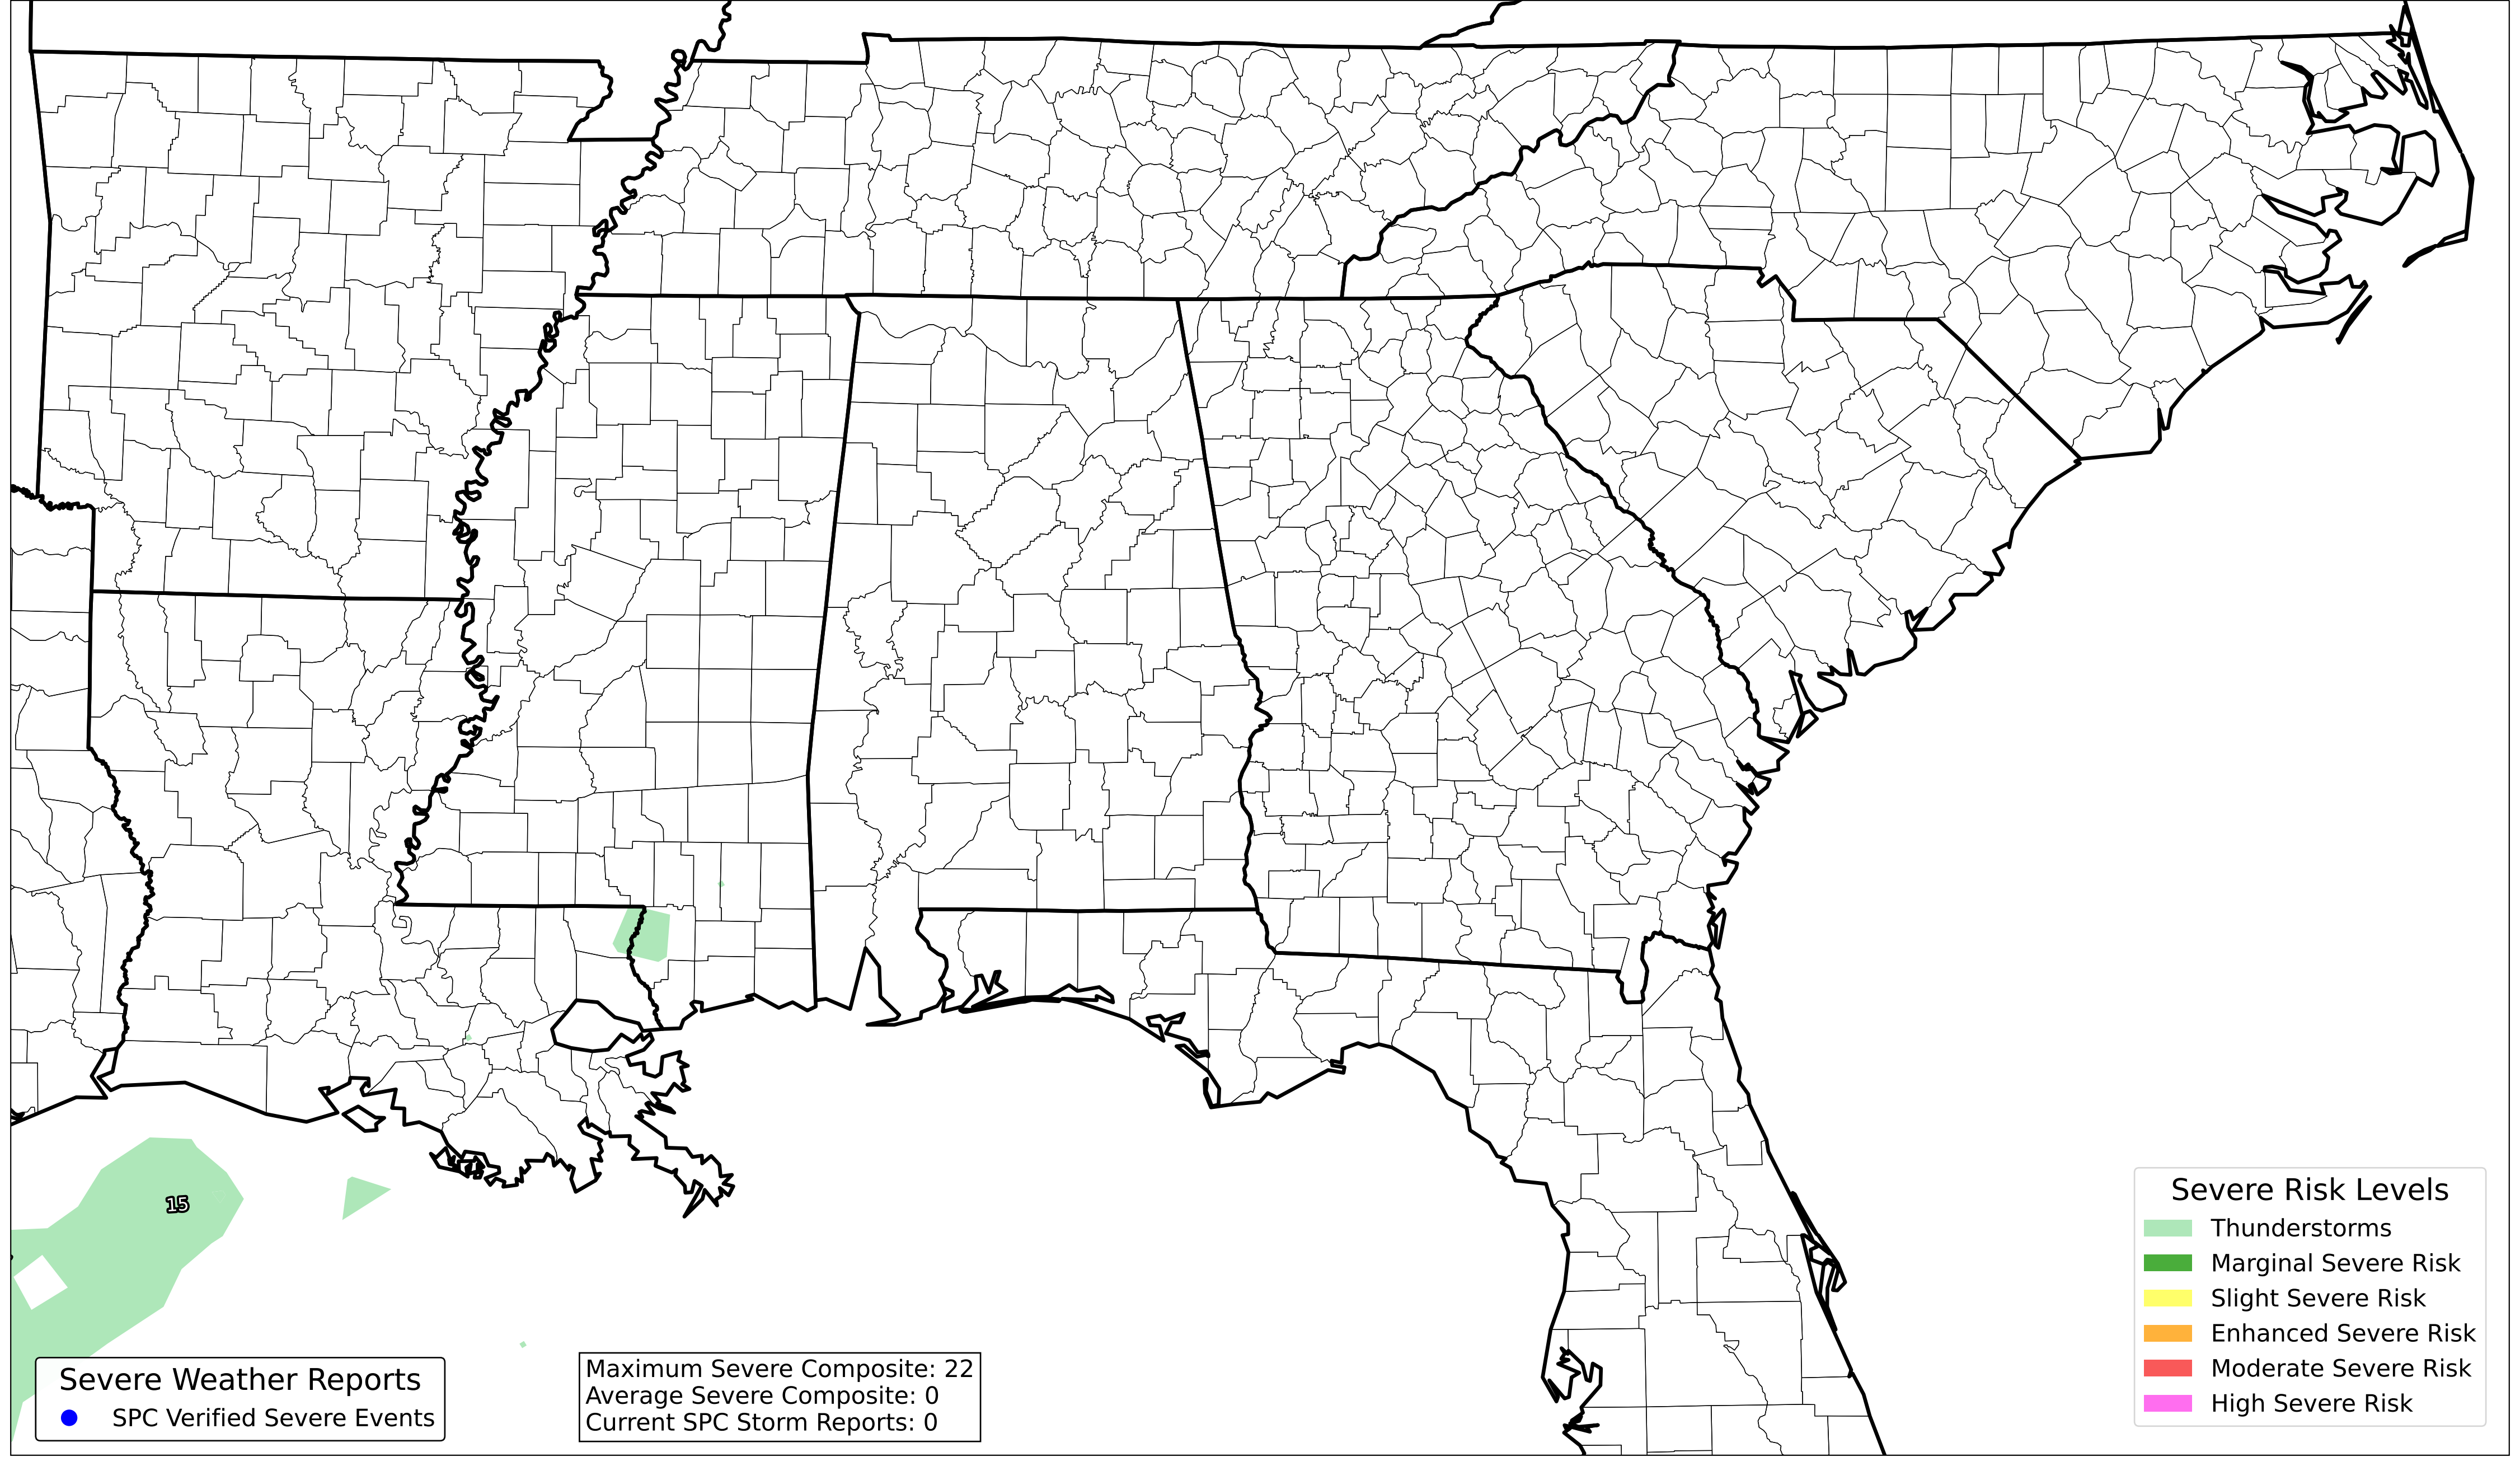 15
Severe Risk Levels
Thunderstorms
Marginal Severe Risk
Slight Severe Risk
Enhanced Severe Risk
Moderate Severe Risk
High Severe Risk
Severe Weather Reports
SPC Verified Severe Events
Maximum Severe Composite: 22
Average Severe Composite: 0
Current SPC Storm Reports: 0